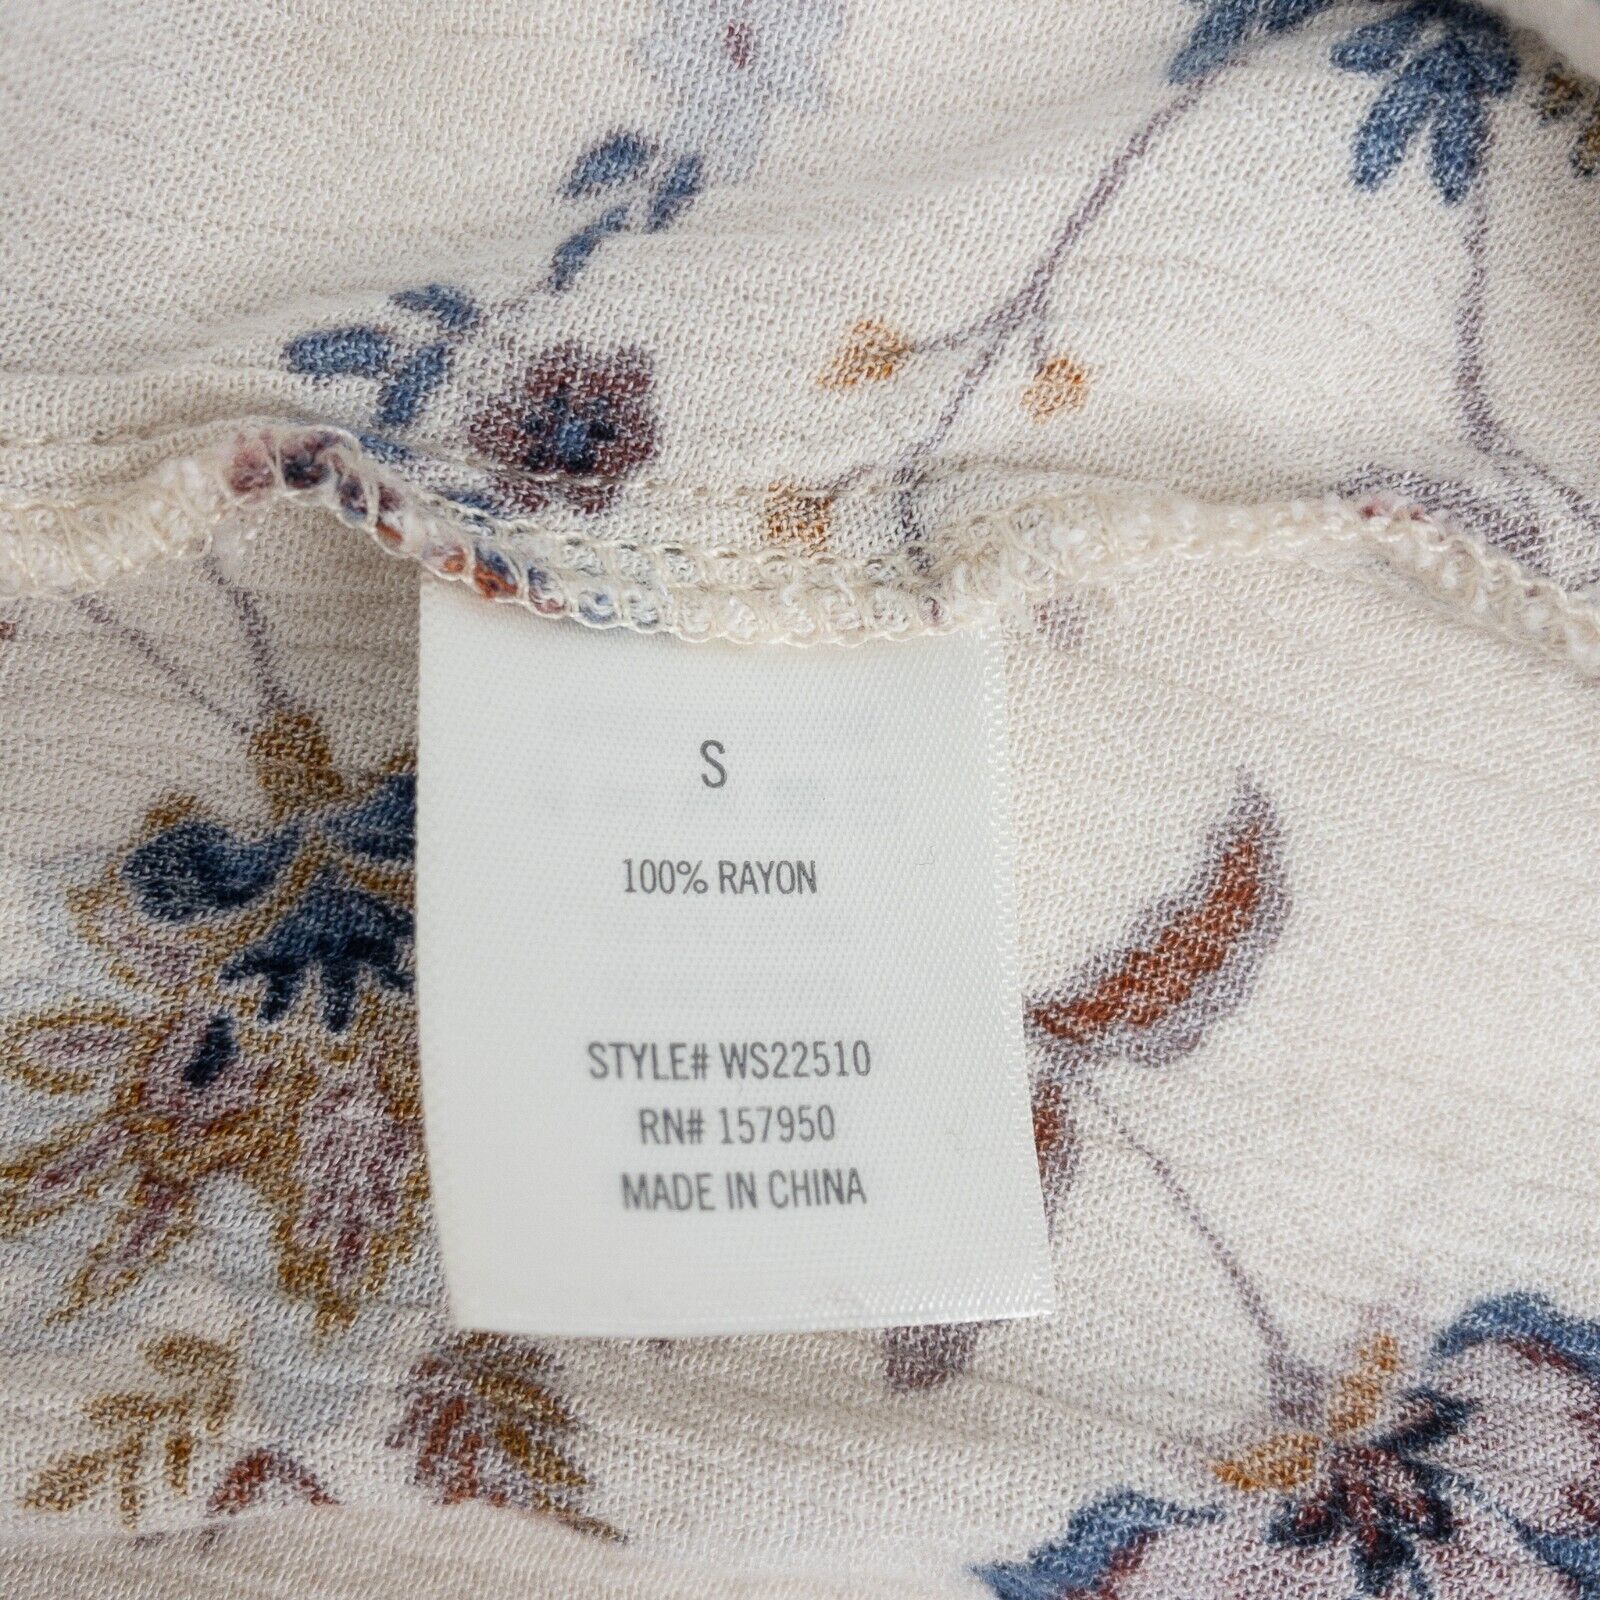 S
100% RAYON
STYLE# WS22510
RN# 157950
MADE IN CHINA